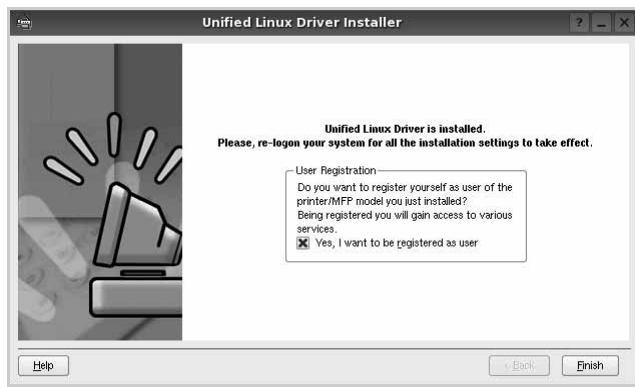 Unified Linux Driver Installer
Unified Linux Driver is installed.
Please, re-logon your system for all the installation settings to take effect.
User Registration
Do you want to register yourself as user of the
printer/MFP model you just installed?
Being registered you will gain access to various
services.
Yes, I want to be registered as user
Help
< Back
Finish